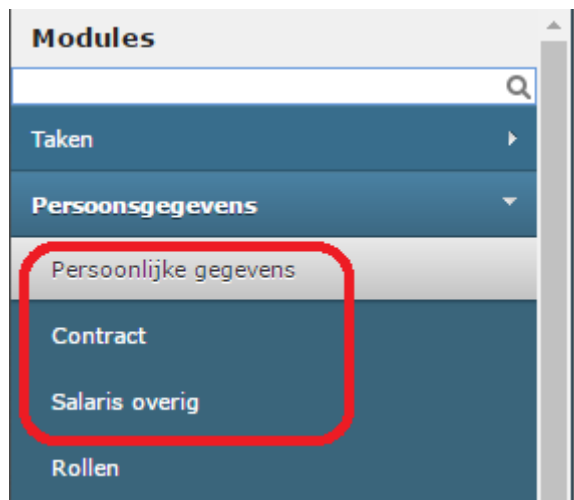 Modules
Taken
Persoonsgegevens
Persoonlijke gegevens
Contract
Salaris overig
Rollen